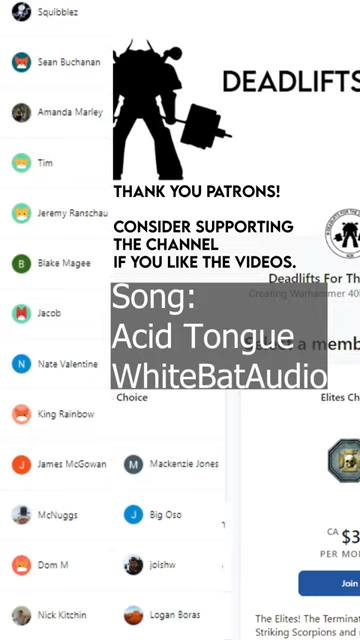 Squibblez
Sean Buchanan
Amanda Marley
Tim
Jeremy Ranschau
Blake Magee
Jacob
Nate Valentine
King Rainbow
James McGowan
McNuggs
Dom M
Nick Kitchin
Mackenzie Jones
Big Oso
joishw
Logan Boras
DEADLIFTS
THANK YOU PATRONS!
CONSIDER SUPPORTING
THE CHANNEL
IF YOU LIKE THE VIDEOS.
Deadlifts For Th
Creating Warhammer 40
a memb
Song:
Acid Tongue
WhiteBatAudio
Choice
Elites Ch
CA
$3
PER MO
Join
The Elites! The Termina
Striking Scorpions and